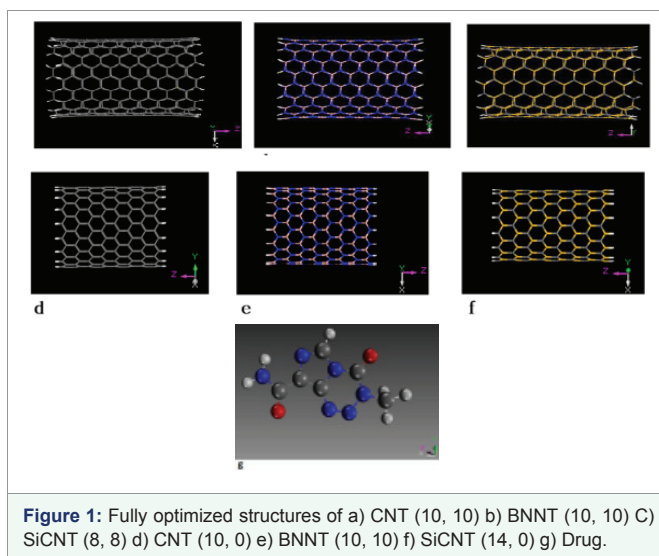 Z
Y
Z
Y
Z
Y
Z
X
Y
Z
X
Y
Z
X
d
e
f
g
Figure 1: Fully optimized structures of a) CNT (10, 10) b) BNNT (10, 10) C)
SiCNT (8, 8) d) CNT (10, 0) e) BNNT (10, 10) f) SiCNT (14, 0) g) Drug.